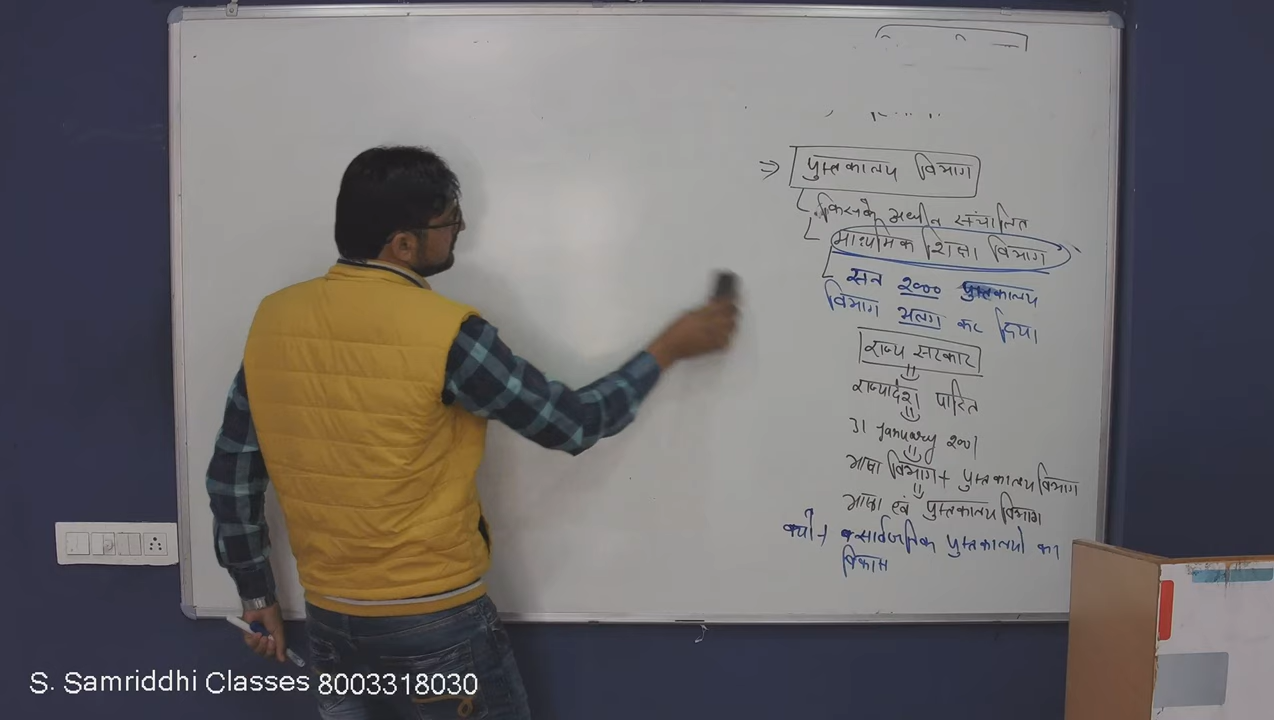 ⇒ पुस्तकालय विभाग
किसके अधीन संचालित
माध्यमिक शिक्षा विभाग
सन २००० पुस्तकालय
विभाग अलग कर दिया
राज्य सरकार
राज्यादेश पारित
31 January 2001
भाषा विभाग + पुस्तकालय विभाग
भाषा एवं पुस्तकालय विभाग
क्यों → सार्वजनिक पुस्तकालयों का
विकास
S. Samriddhi Classes 8003318030